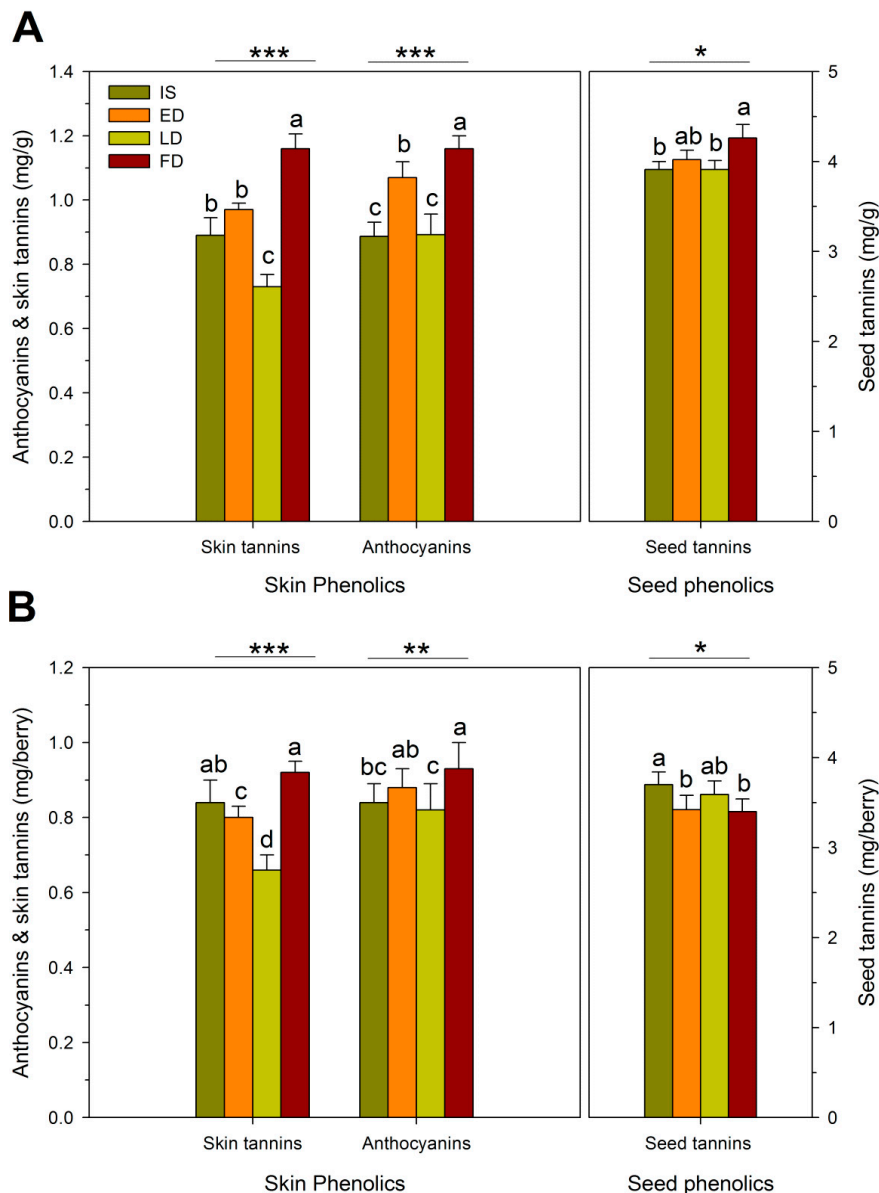 A
*** *** *
1.4
1.2
1.0
0.8
0.6
0.4
0.2
0.0
Anthocyanins & skin tannins (mg/g)
IS
ED
LD
FD
b b c a
c b c a
b ab b a
5
4
3
2
1
0
Seed tannins (mg/g)
Skin tannins Anthocyanins Seed tannins
Skin Phenolics Seed phenolics
B
*** ** *
1.2
1.0
0.8
0.6
0.4
0.2
0.0
Anthocyanins & skin tannins (mg/berry)
ab c d a
bc ab c a
a b ab b
5
4
3
2
1
0
Seed tannins (mg/berry)
Skin tannins Anthocyanins Seed tannins
Skin Phenolics Seed phenolics